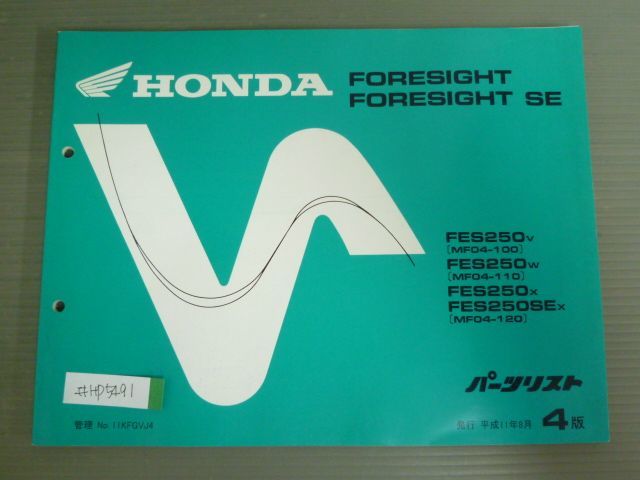 HONDA
FORESIGHT
FORESIGHT SE
FES250V
[MF04-100]
FES250W
[MF04-110]
FES250X
FES250SEX
[MF04-120]
パーツリスト
#HP5491
管理 No. 11KFGVJ4
発行 平成11年8月 4版